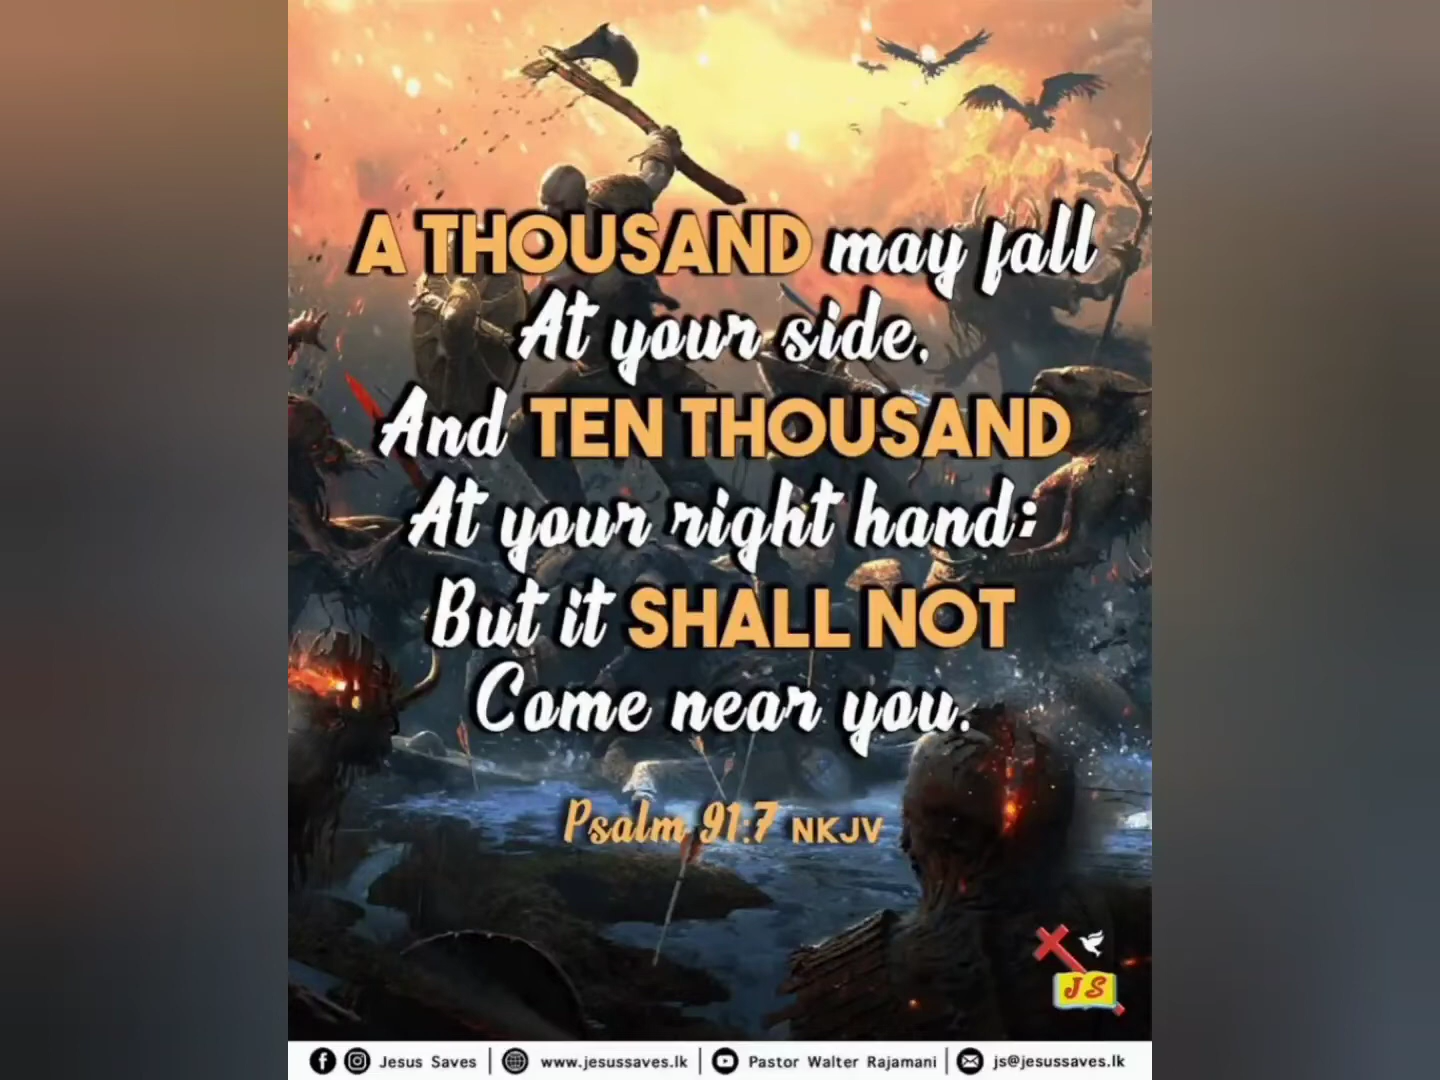 A THOUSAND may fall
At your side,
And TEN THOUSAND
At your right hand;
But it SHALL NOT
Come near you.
Psalm 91:7 NKJV
JS
Jesus Saves | www.jesussaves.lk | Pastor Walter Rajamani | js@jesussaves.lk